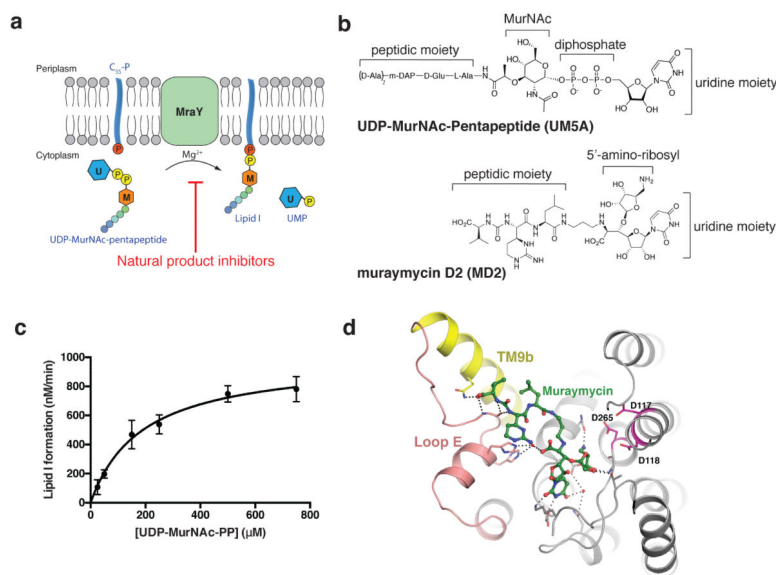 a
C55-P
Periplasm
MraY
Cytoplasm
P
P
Mg2+
U
P
P
P
P
M
M
U
P
Lipid I
UMP
UDP-MurNAc-pentapeptide
Natural product inhibitors
b
MurNAc
peptidic moiety
diphosphate
(D-Ala)2 m-DAP D-Glu L-Ala
uridine moiety
UDP-MurNAc-Pentapeptide (UM5A)
5'-amino-ribosyl
peptidic moiety
uridine moiety
muraymycin D2 (MD2)
c
Lipid I formation (nM/min)
1000
800
600
400
200
0
0 200 400 600 800
[UDP-MurNAc-PP] (µM)
d
TM9b
Muraymycin
D117
D265
Loop E
D118